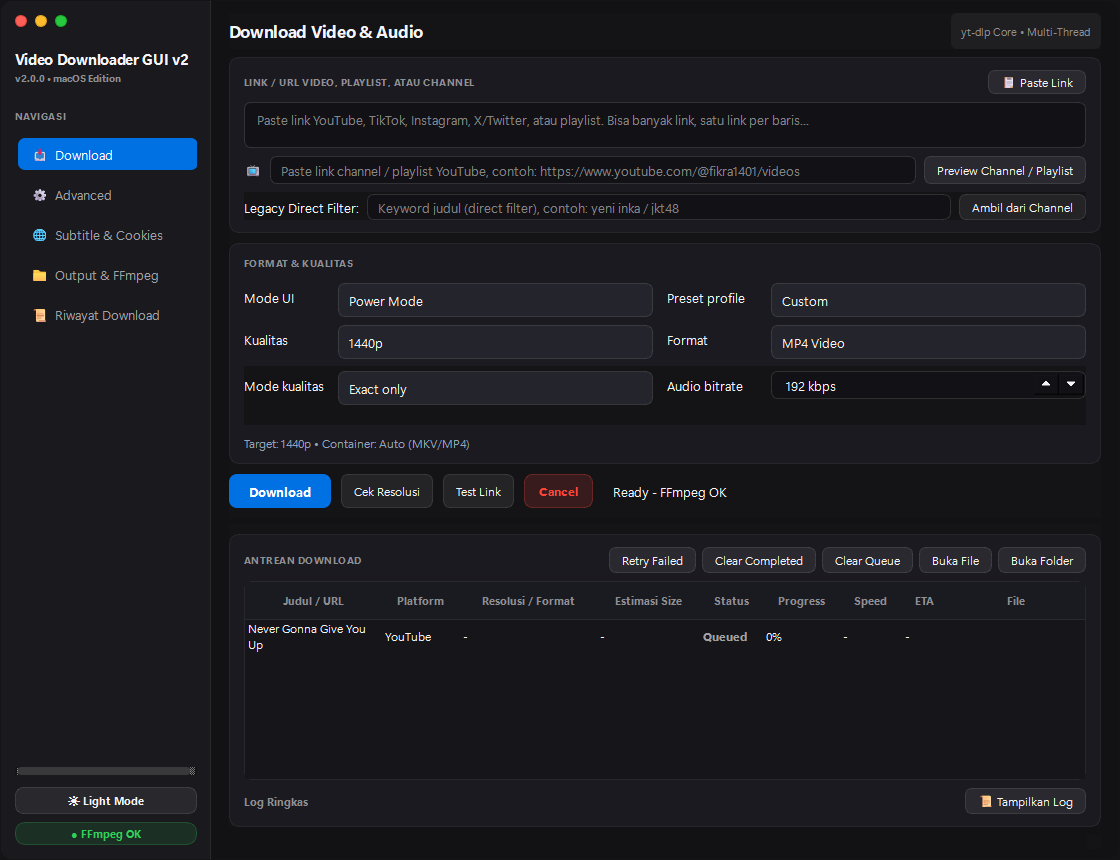 Video Downloader GUI v2
v2.0.0 • macOS Edition
NAVIGASI
Download
Advanced
Subtitle & Cookies
Output & FFmpeg
Riwayat Download
Light Mode
● FFmpeg OK
Download Video & Audio
yt-dlp Core • Multi-Thread
LINK / URL VIDEO, PLAYLIST, ATAU CHANNEL
Paste Link
Paste link YouTube, TikTok, Instagram, X/Twitter, atau playlist. Bisa banyak link, satu link per baris...
Paste link channel / playlist YouTube, contoh: https://www.youtube.com/@fikra1401/videos
Preview Channel / Playlist
Legacy Direct Filter:
Keyword judul (direct filter), contoh: yeni inka / jkt48
Ambil dari Channel
FORMAT & KUALITAS
Mode UI
Power Mode
Preset profile
Custom
Kualitas
1440p
Format
MP4 Video
Mode kualitas
Exact only
Audio bitrate
192 kbps
Target: 1440p • Container: Auto (MKV/MP4)
Download
Cek Resolusi
Test Link
Cancel
Ready - FFmpeg OK
ANTREAN DOWNLOAD
Retry Failed
Clear Completed
Clear Queue
Buka File
Buka Folder
Judul / URL Platform Resolusi / Format Estimasi Size Status Progress Speed ETA File
Never Gonna Give You
Up
YouTube - - Queued 0% - -
Log Ringkas
Tampilkan Log